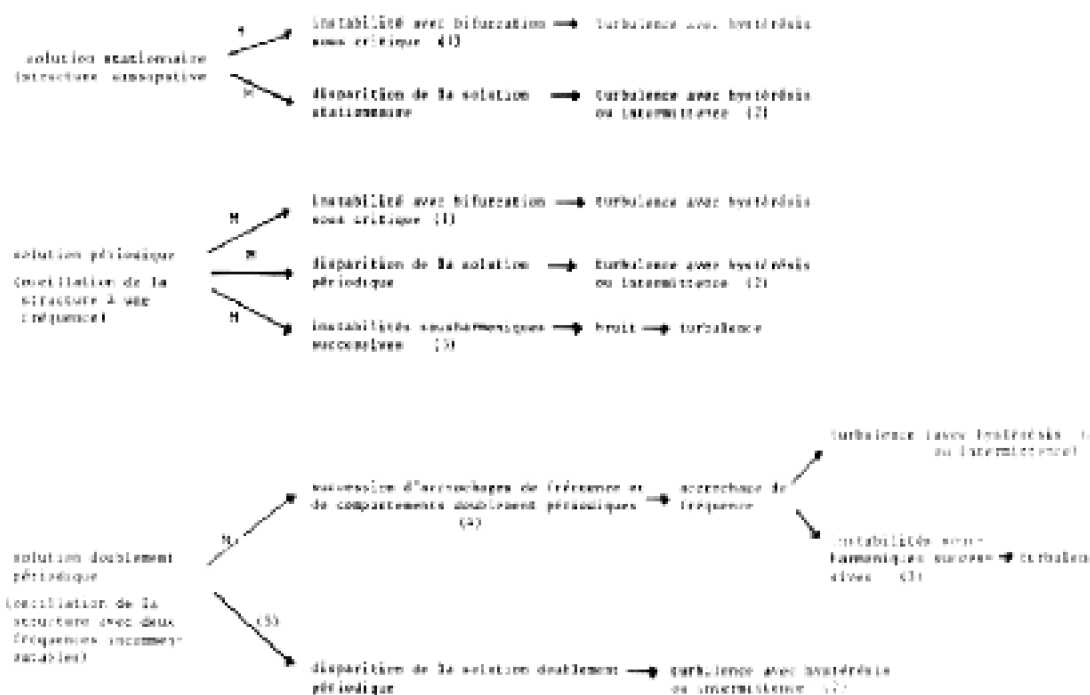 instabilité avec bifurcation → turbulence avec hystérésis
sous critique (1)
solution stationnaire
(structure dissipative
disparition de la solution → turbulence avec hystérésis
stationnaire ou intermittence (2)
instabilité avec bifurcation → turbulence avec hystérésis
sous critique (1)
M
solution périodique
(oscillation de la
structure à une
fréquence)
M
disparition de la solution → turbulence avec hystérésis
périodique ou intermittence (2)
M
instabilités sousharmoniques → bruit → turbulence
successives (3)
turbulence (avec hystérésis
ou intermittence)
succession d'accrochages de fréquence et → accrochage de
de comportements doublement périodiques fréquence
(4)
instabilités sous-
harmoniques succes- → turbulen
sives (3)
solution doublement
périodique
(oscillation de la
structure avec deux
fréquences incommen-
surables)
(5)
disparition de la solution doublement → turbulence avec hystérésis
périodique ou intermittence (2)